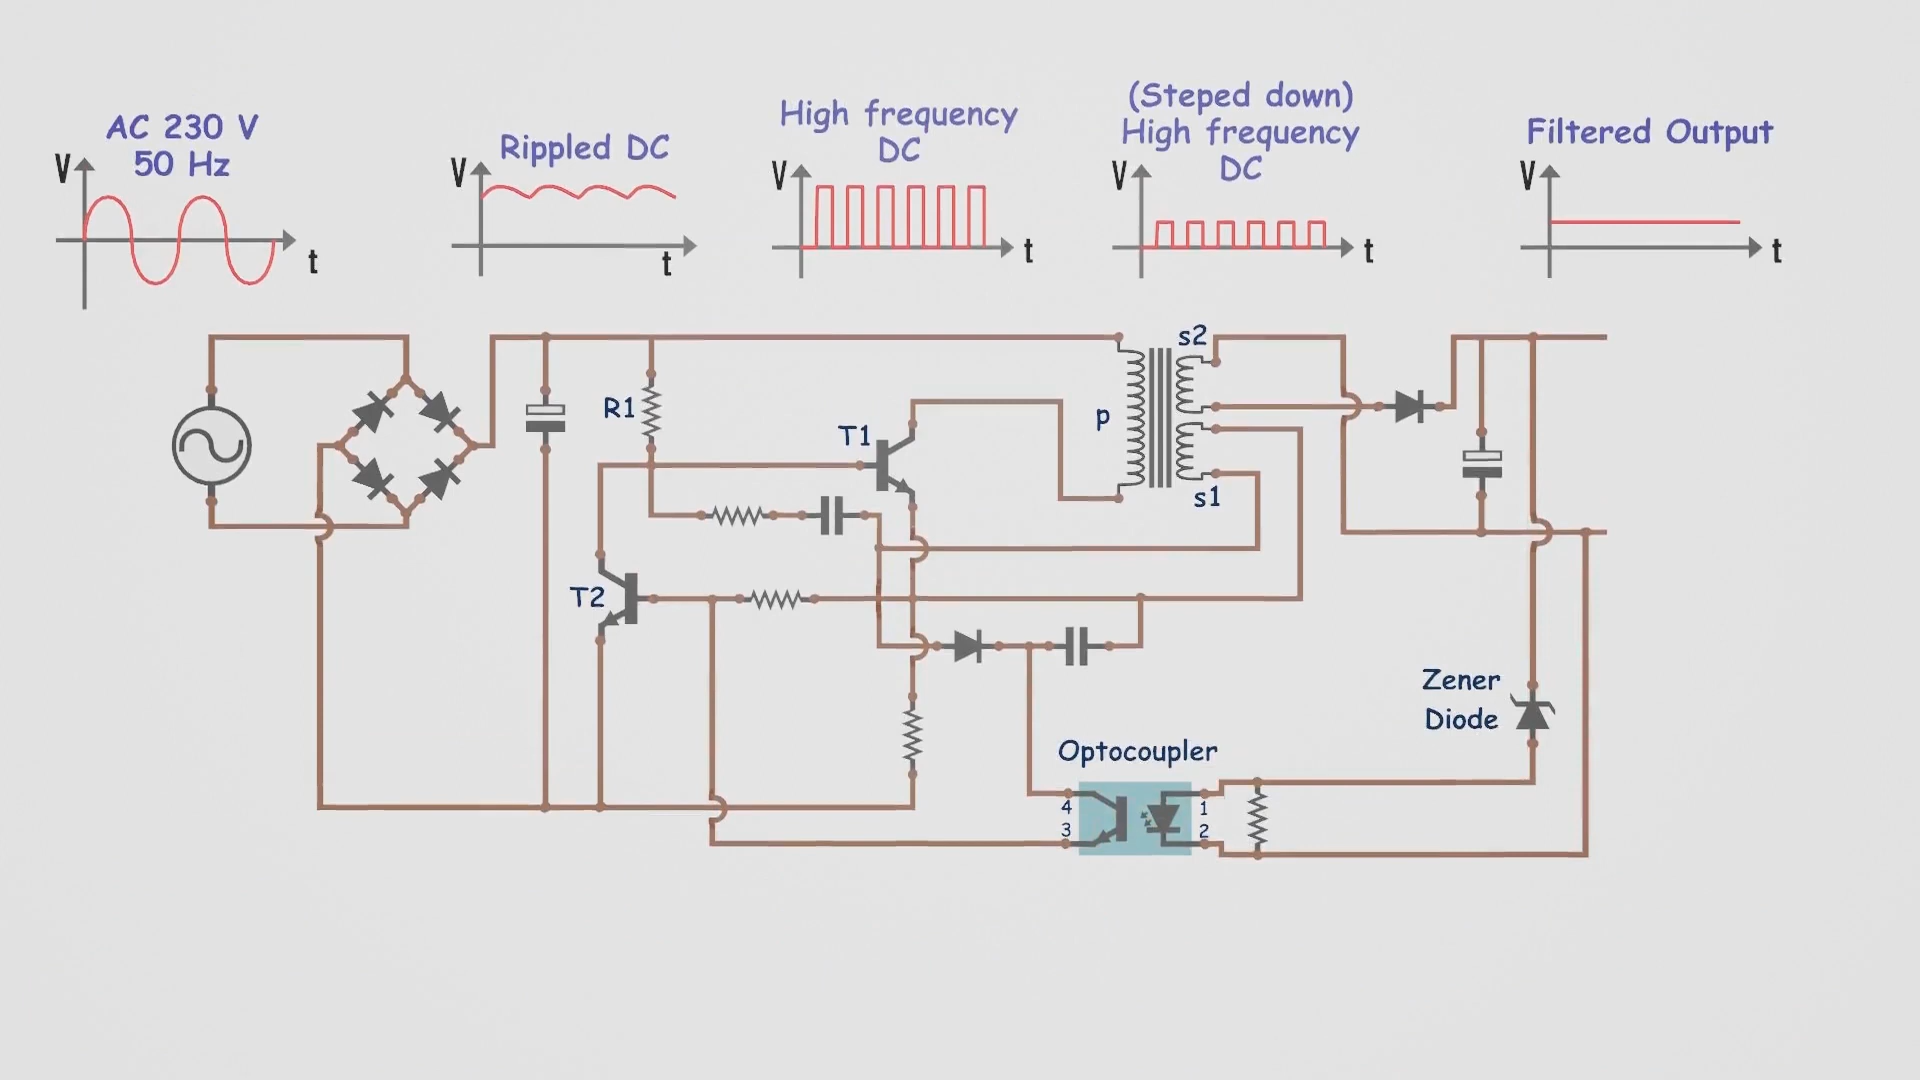 AC 230 V
50 Hz
V
t
Rippled DC
V
t
High frequency
DC
V
t
(Steped down)
High frequency
DC
V
t
Filtered Output
V
t
R1
T1
T2
p
s2
s1
Zener
Diode
Optocoupler
4
3
1
2